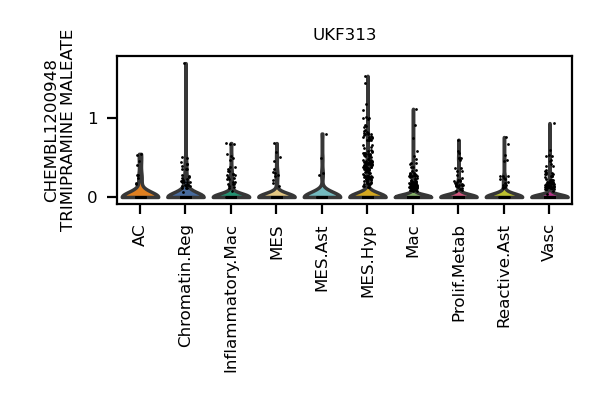 UKF313
CHEMBL1200948
TRIMIPRAMINE MALEATE
1
0
AC
Chromatin.Reg
Inflammatory.Mac
MES
MES.Ast
MES.Hyp
Mac
Prolif.Metab
Reactive.Ast
Vasc